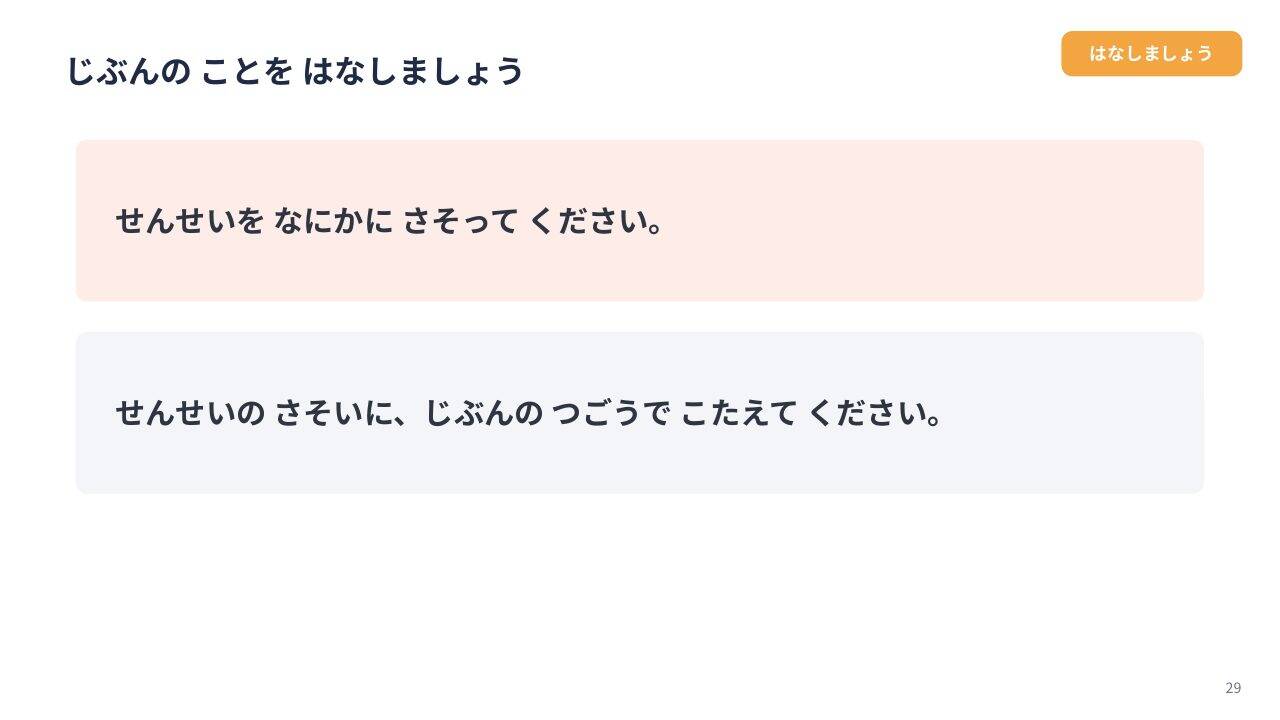 じぶんの ことを はなしましょう
はなしましょう
せんせいを なにかに さそって ください。
せんせいの さそいに、じぶんの つごうで こたえて ください。
29